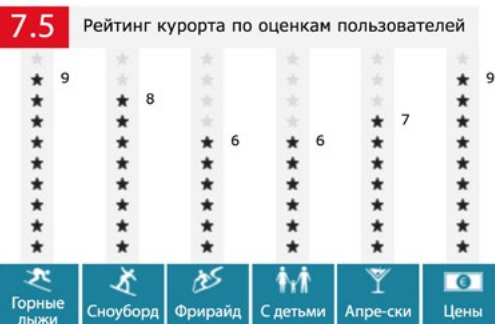 7.5 Рейтинг курорта по оценкам пользователей
9 8 6 6 7 9
Горные лыжи
Сноуборд
Фрирайд
С детьми
Апре-ски
Цены